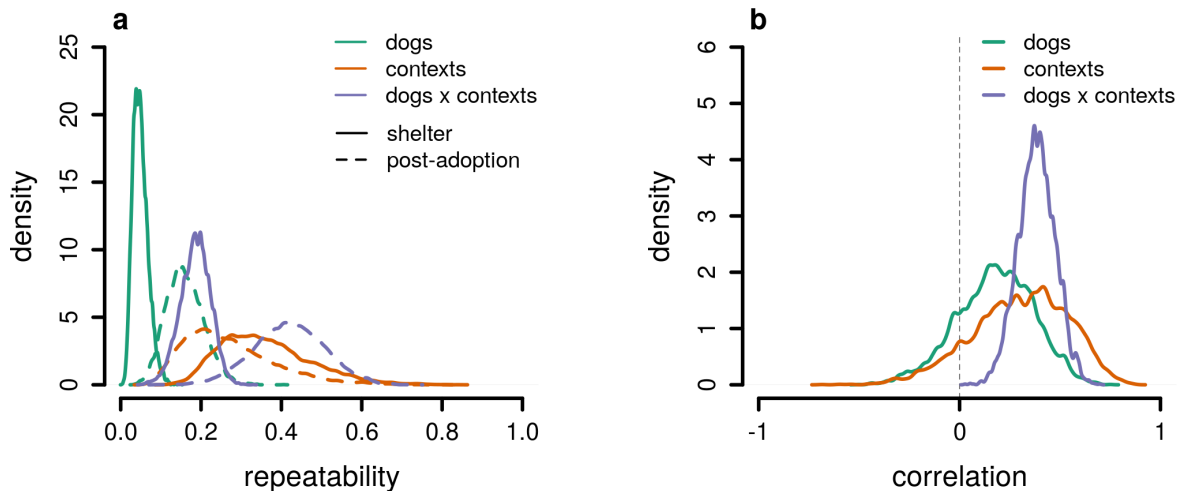 a
25
20
15
10
5
0
density
dogs
contexts
dogs x contexts
shelter
post-adoption
0.0 0.2 0.4 0.6 0.8 1.0
repeatability
b
6
5
4
3
2
1
0
density
dogs
contexts
dogs x contexts
-1 0 1
correlation